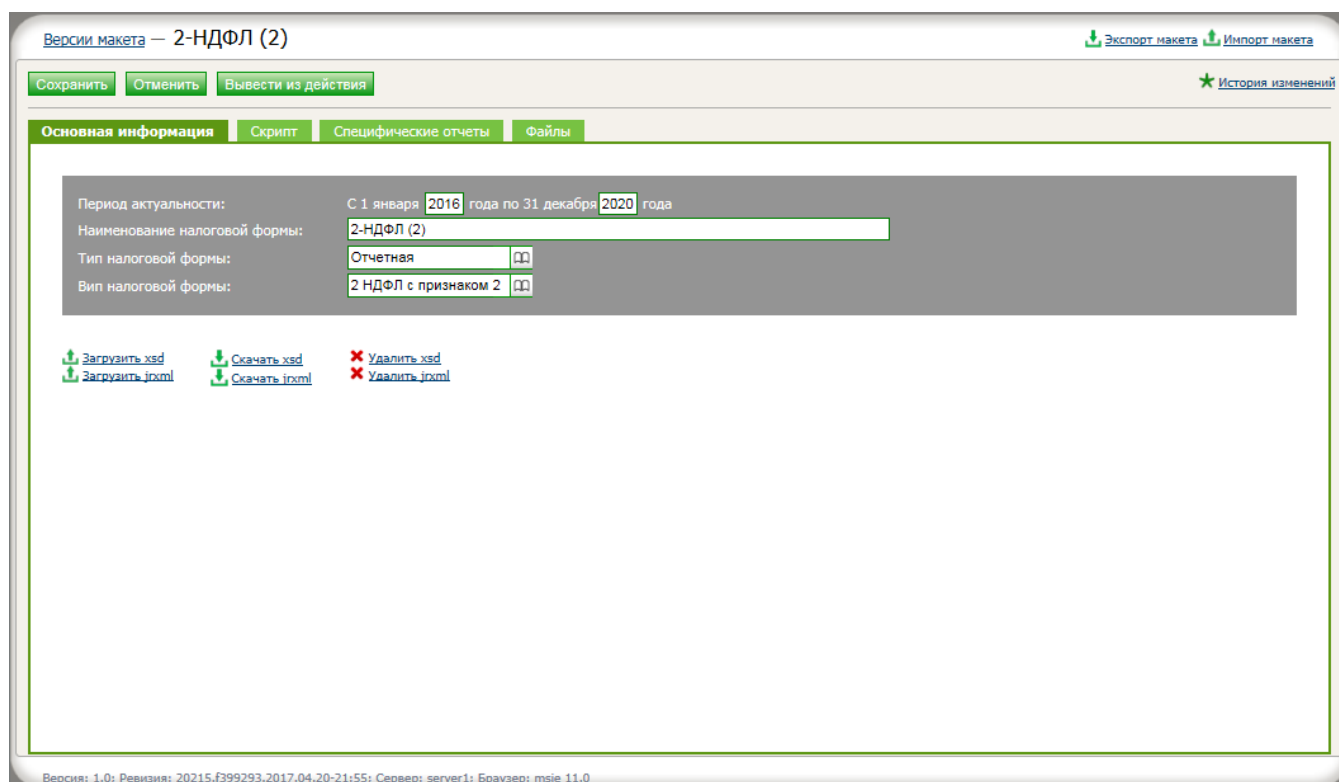 Версии макета — 2-НДФЛ (2)
Экспорт макета Импорт макета
Сохранить Отменить Вывести из действия
История изменений
Основная информация Скрипт Специфические отчеты Файлы
Период актуальности: С 1 января 2016 года по 31 декабря 2020 года
Наименование налоговой формы: 2-НДФЛ (2)
Тип налоговой формы: Отчетная
Вип налоговой формы: 2 НДФЛ с признаком 2
Загрузить xsd Скачать xsd Удалить xsd
Загрузить jrxml Скачать jrxml Удалить jrxml
Версия: 1.0; Ревизия: 20215.f399293.2017.04.20-21:55; Сервер: server1; Браузер: msie 11.0